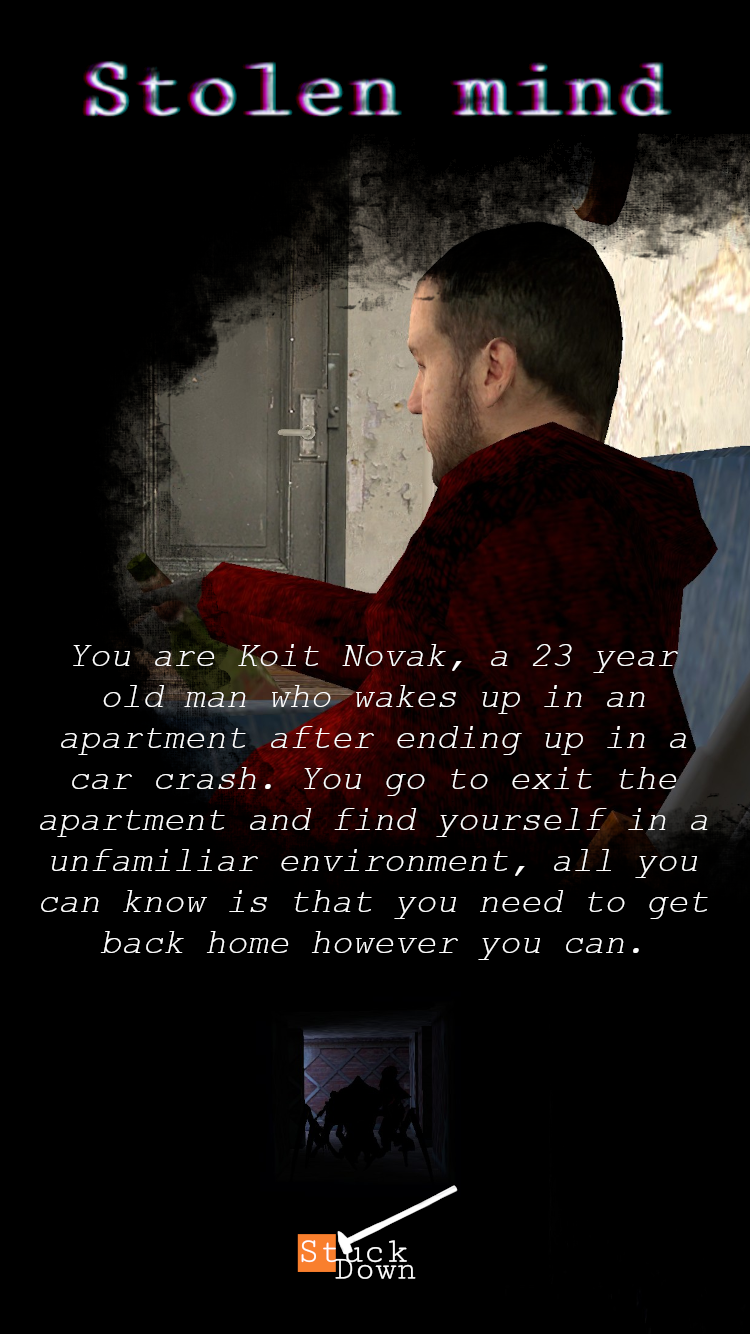 Stolen mind
You are Koit Novak, a 23 year
old man who wakes up in an
apartment after ending up in a
car crash. You go to exit the
apartment and find yourself in a
unfamiliar environment, all you
can know is that you need to get
back home however you can.
Stuck
Down